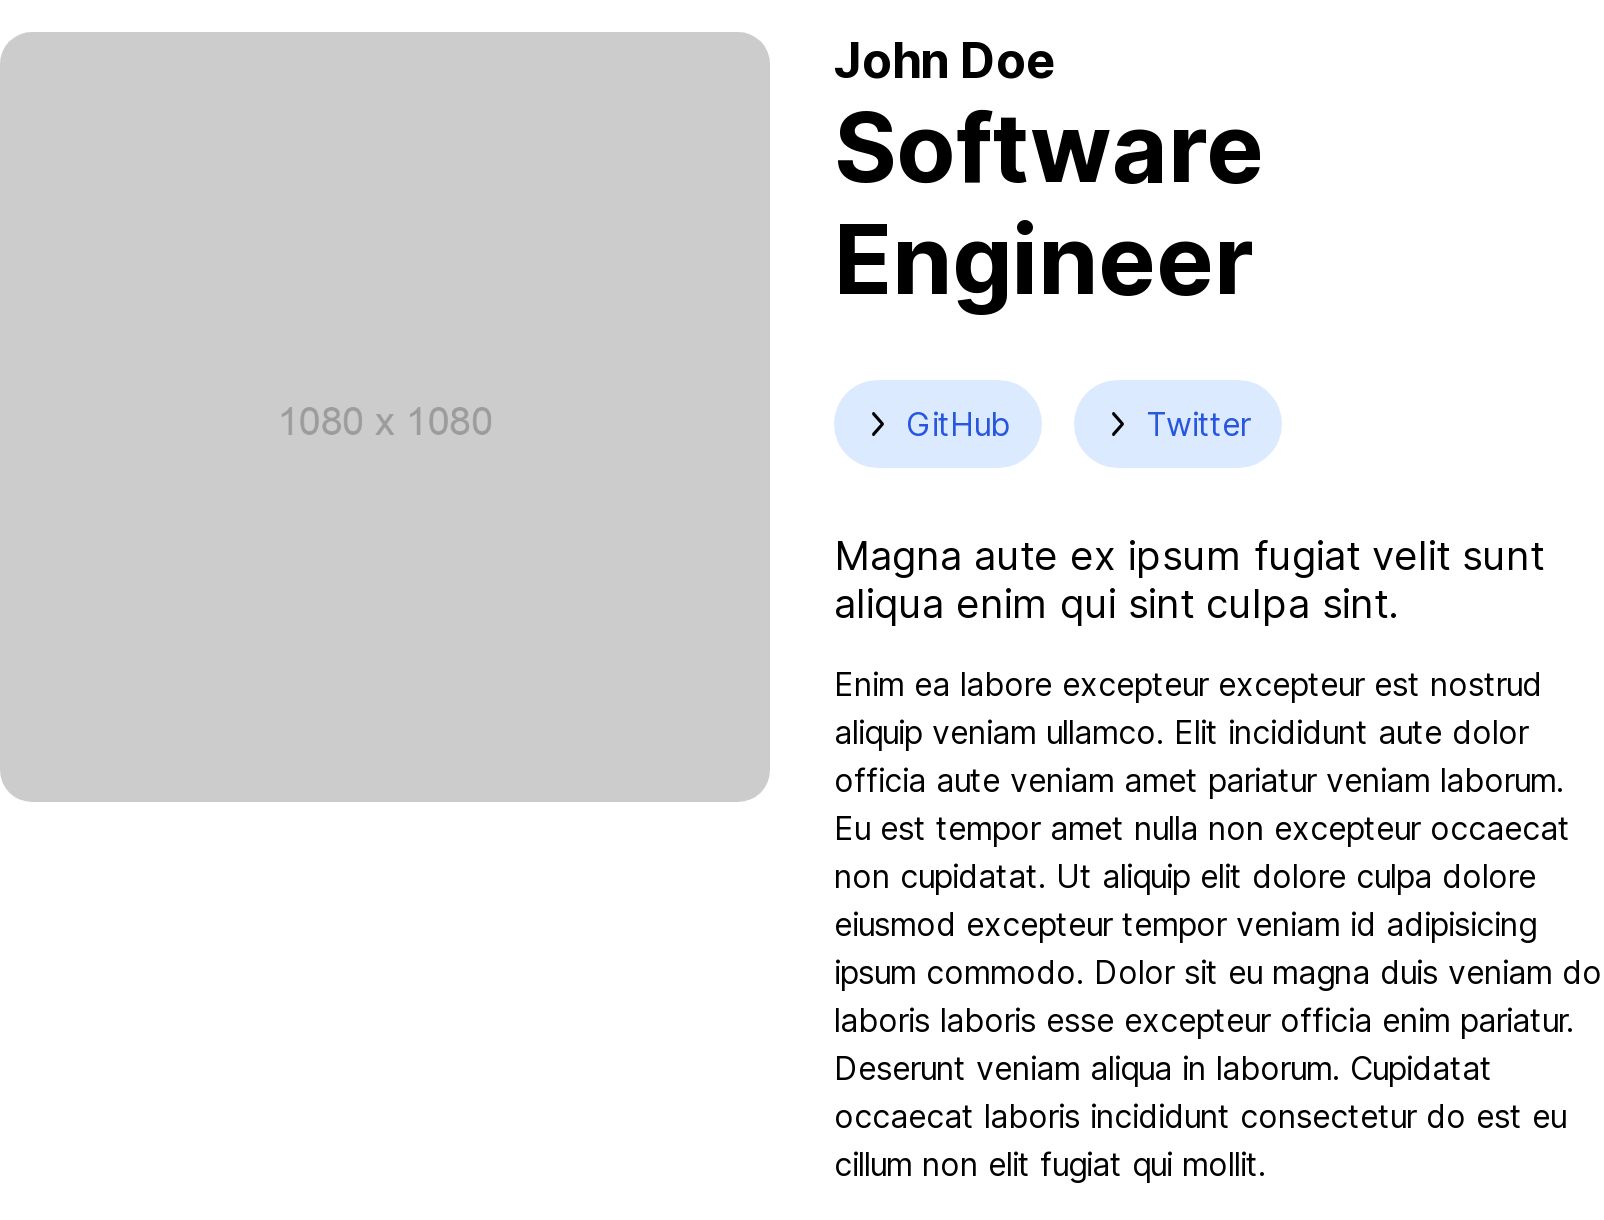 1080 x 1080
John Doe
Software
Engineer
GitHub
Twitter
Magna aute ex ipsum fugiat velit sunt
aliqua enim qui sint culpa sint.
Enim ea labore excepteur excepteur est nostrud
aliquip veniam ullamco. Elit incididunt aute dolor
officia aute veniam amet pariatur veniam laborum.
Eu est tempor amet nulla non excepteur occaecat
non cupidatat. Ut aliquip elit dolore culpa dolore
eiusmod excepteur tempor veniam id adipisicing
ipsum commodo. Dolor sit eu magna duis veniam do
laboris laboris esse excepteur officia enim pariatur.
Deserunt veniam aliqua in laborum. Cupidatat
occaecat laboris incididunt consectetur do est eu
cillum non elit fugiat qui mollit.